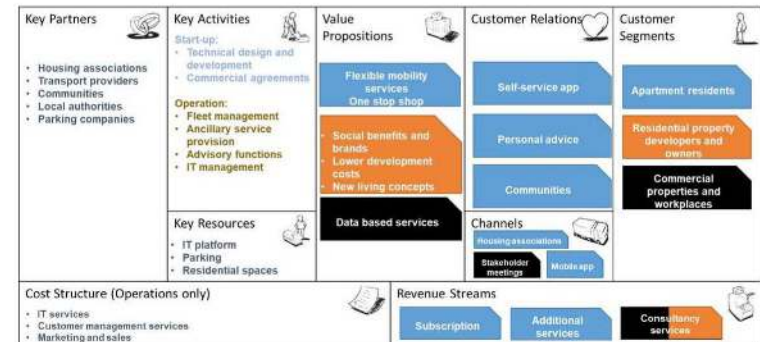 Key Partners
• Housing associations
• Transport providers
• Communities
• Local authorities
• Parking companies
Key Activities
Start-up:
• Technical design and
development
• Commercial agreements
Operation:
• Fleet management
• Ancillary service
provision
• Advisory functions
• IT management
Key Resources
• IT platform
• Parking
• Residential spaces
Value
Propositions
Flexible mobility
services
One stop shop
• Social benefits and
brands
• Lower development
costs
• New living concepts
Data based services
Customer Relations
Self-service app
Personal advice
Communities
Channels
Housing associations
Stakeholder
meetings
Mobile app
Customer
Segments
Apartment residents
Residential property
developers and
owners
Commercial
properties and
workplaces
Cost Structure (Operations only)
• IT services
• Customer management services
• Marketing and sales
Revenue Streams
Subscription
Additional
services
Consultancy
services